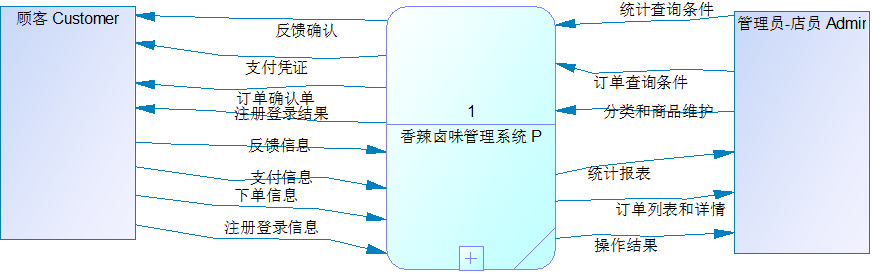 顾客 Customer
反馈确认
支付凭证
订单确认单
注册登录结果
反馈信息
支付信息
下单信息
注册登录信息
1
香辣卤味管理系统 P
统计查询条件
订单查询条件
分类和商品维护
统计报表
订单列表和详情
操作结果
管理员-店员 Admin